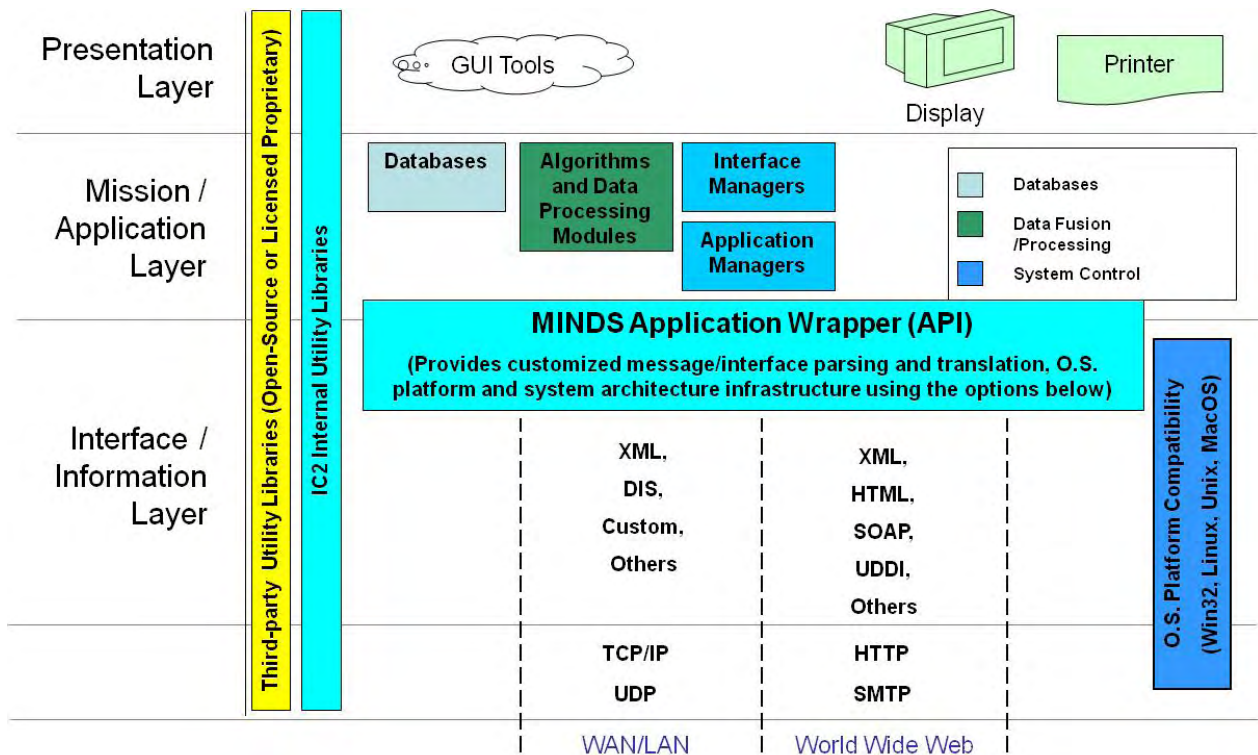 Presentation
Layer
GUI Tools
Display
Printer
Mission /
Application
Layer
Databases
Algorithms
and Data
Processing
Modules
Interface
Managers
Application
Managers
Databases
Data Fusion
/Processing
System Control
Third-party Utility Libraries (Open-Source or Licensed Proprietary)
IC2 Internal Utility Libraries
MINDS Application Wrapper (API)
(Provides customized message/interface parsing and translation, O.S.
platform and system architecture infrastructure using the options below)
Interface /
Information
Layer
XML,
DIS,
Custom,
Others
XML,
HTML,
SOAP,
UDDI,
Others
O.S. Platform Compatibility
(Win32, Linux, Unix, MacOS)
TCP/IP
UDP
HTTP
SMTP
WAN/LAN
World Wide Web